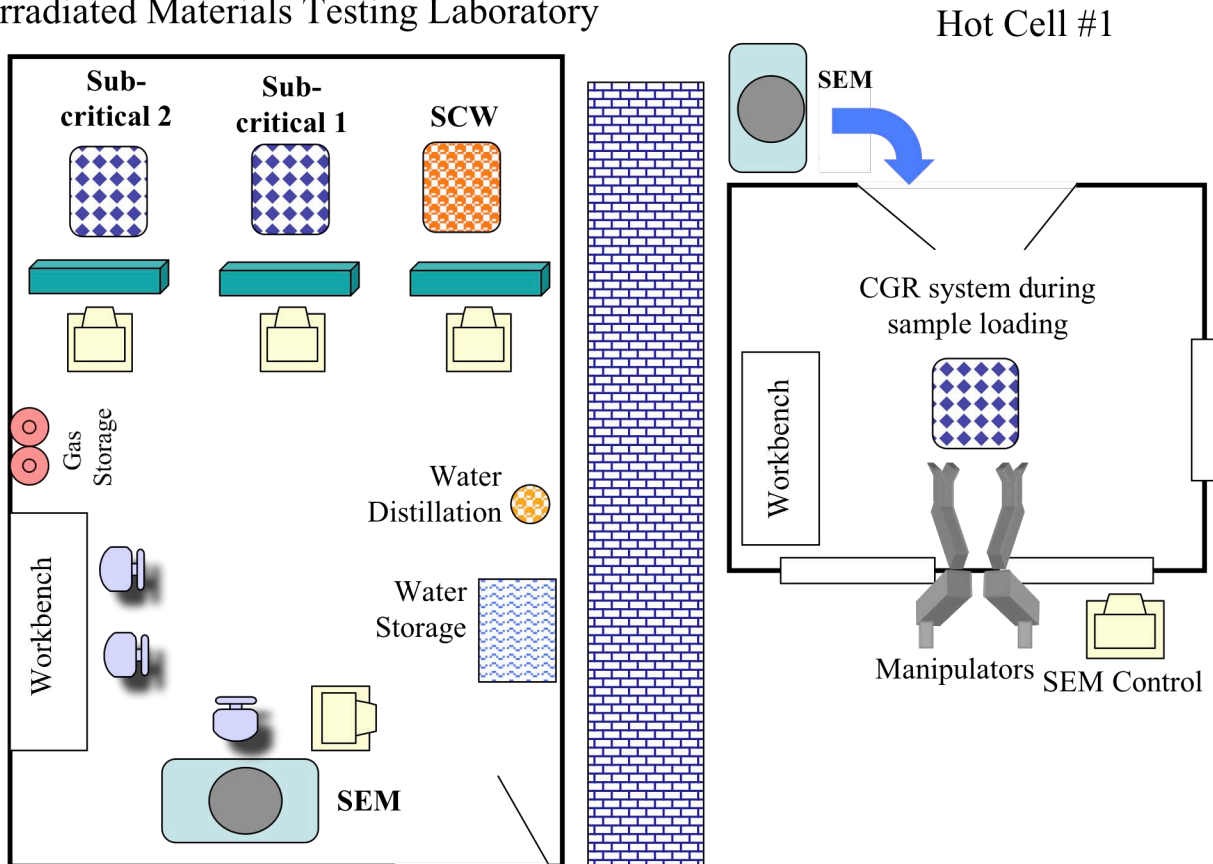 rradiated Materials Testing Laboratory
Hot Cell #1
Sub-
critical 2
Sub-
critical 1
SCW
SEM
CGR system during
sample loading
Gas
Storage
Workbench
Water
Distillation
Water
Storage
Workbench
Manipulators
SEM Control
SEM